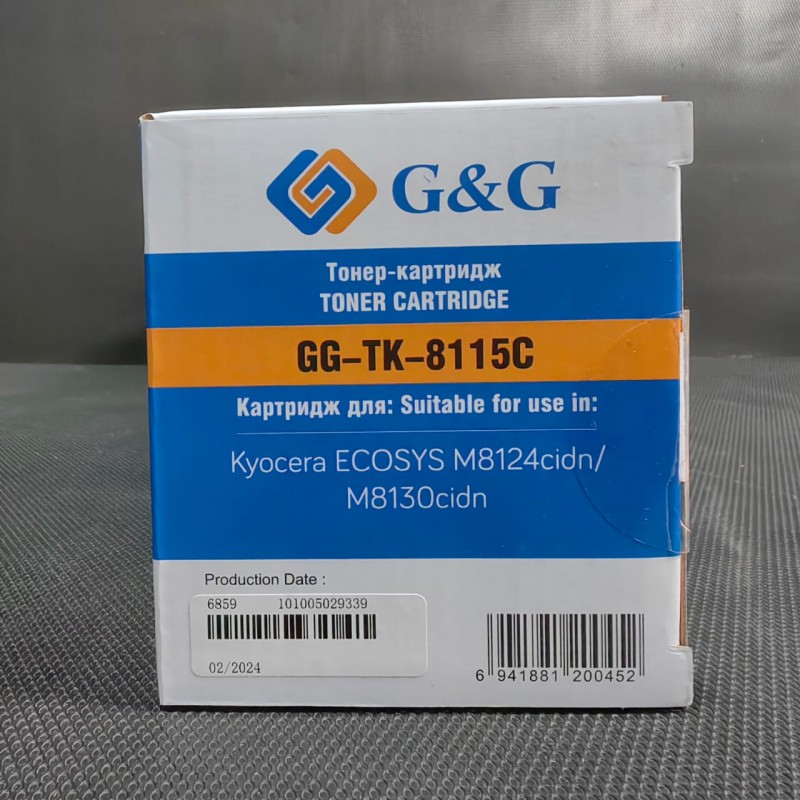 G&G
Тонер-картридж
TONER CARTRIDGE
GG-TK-8115C
Картридж для: Suitable for use in:
Kyocera ECOSYS M8124cidn/
M8130cidn
Production Date :
6859 101005029339
02/2024
6 941881 200452